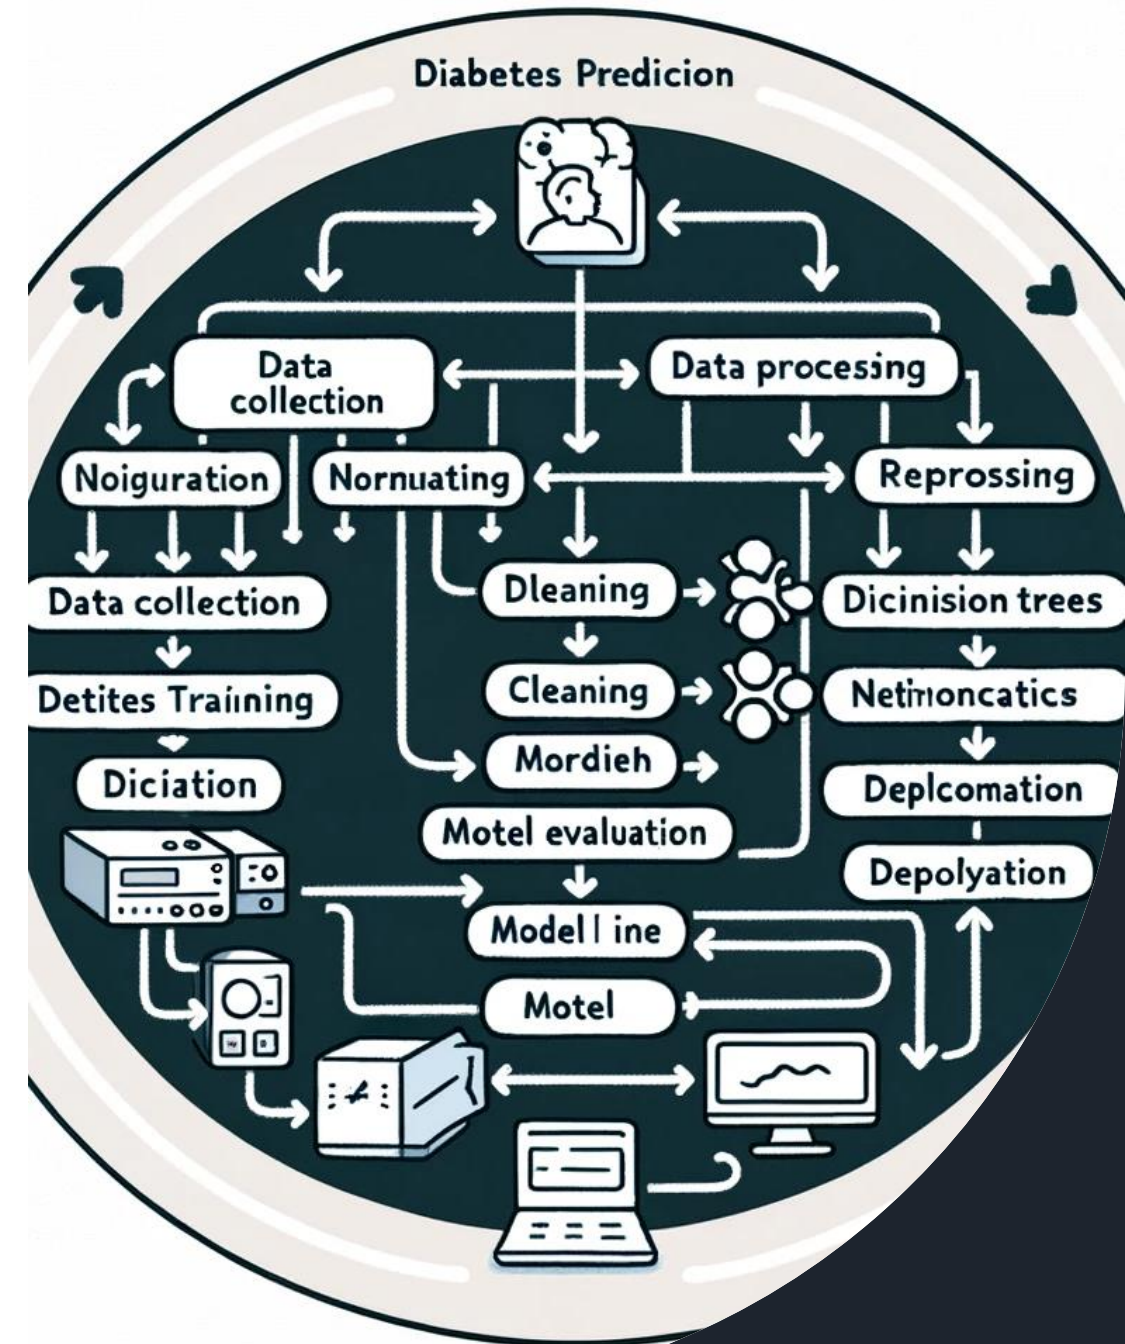 Diabetes Predicion
Data
collection
Data procesing
Noiguration
Nornuating
Reprossing
Data collection
Dleaning
Dicinision trees
Detites Traiining
Cleaning
Netimoncatics
Diciation
Mordieh
Deplcomation
Motel evaluation
Depolyation
Model | ine
Motel